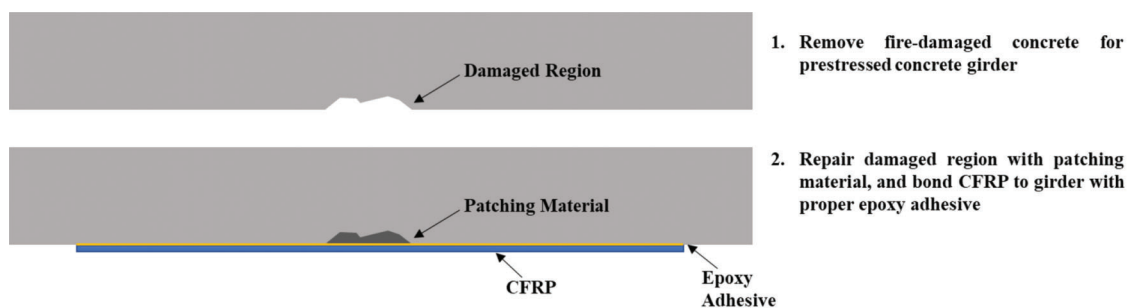 Damaged Region
1. Remove fire-damaged concrete for
prestressed concrete girder
Patching Material
CFRP
Epoxy
Adhesive
2. Repair damaged region with patching
material, and bond CFRP to girder with
proper epoxy adhesive